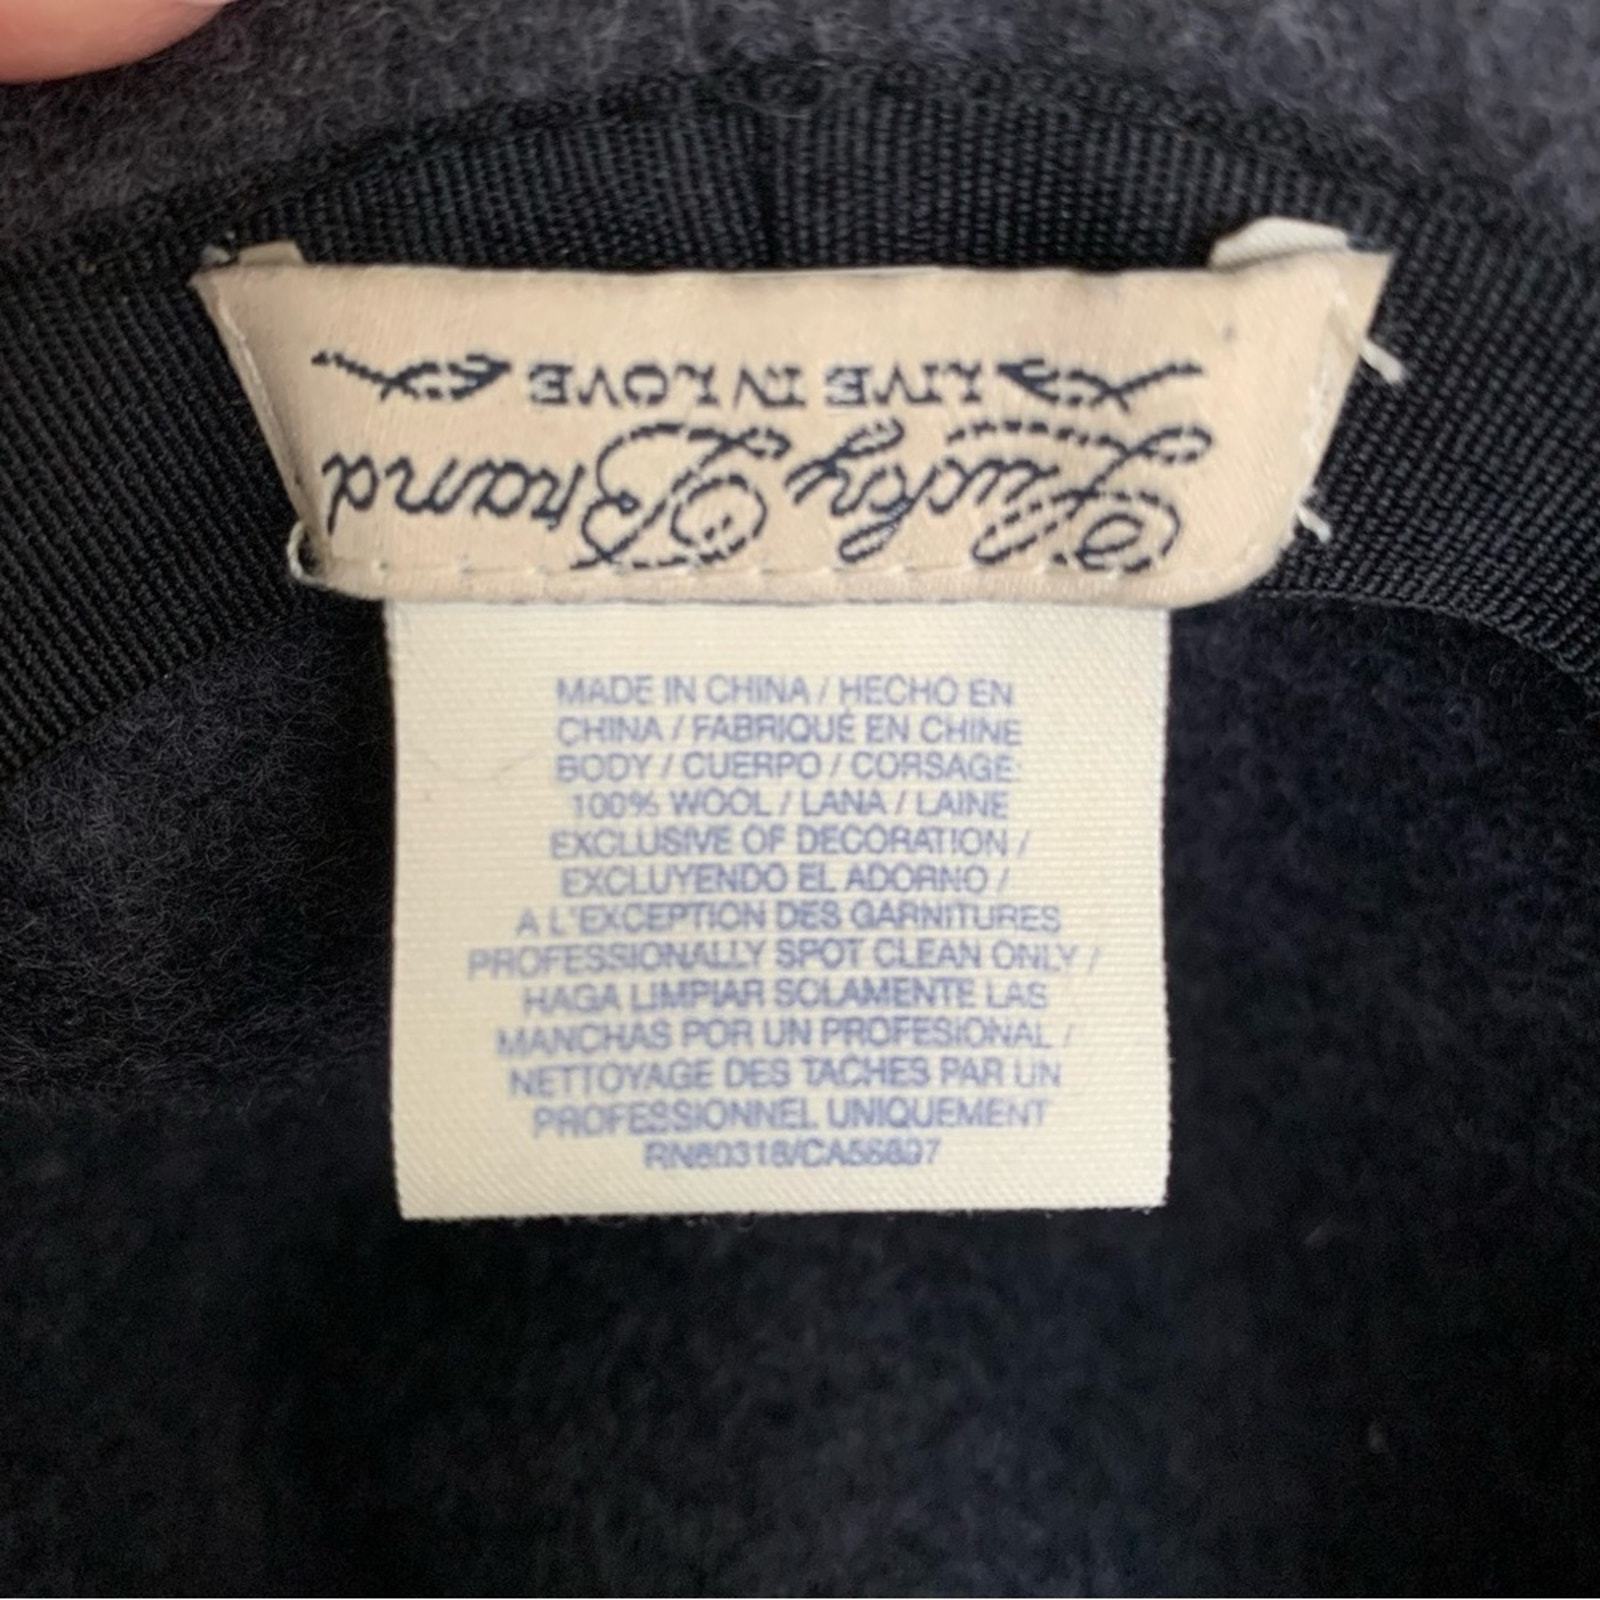 Lucky Brand
LIVE IN LOVE
MADE IN CHINA / HECHO EN
CHINA / FABRIQUÉ EN CHINE
BODY / CUERPO / CORSAGE:
100% WOOL / LANA / LAINE
EXCLUSIVE OF DECORATION /
EXCLUYENDO EL ADORNO /
A L'EXCEPTION DES GARNITURES
PROFESSIONALLY SPOT CLEAN ONLY /
HAGA LIMPIAR SOLAMENTE LAS
MANCHAS POR UN PROFESIONAL /
NETTOYAGE DES TACHES PAR UN
PROFESSIONNEL UNIQUEMENT